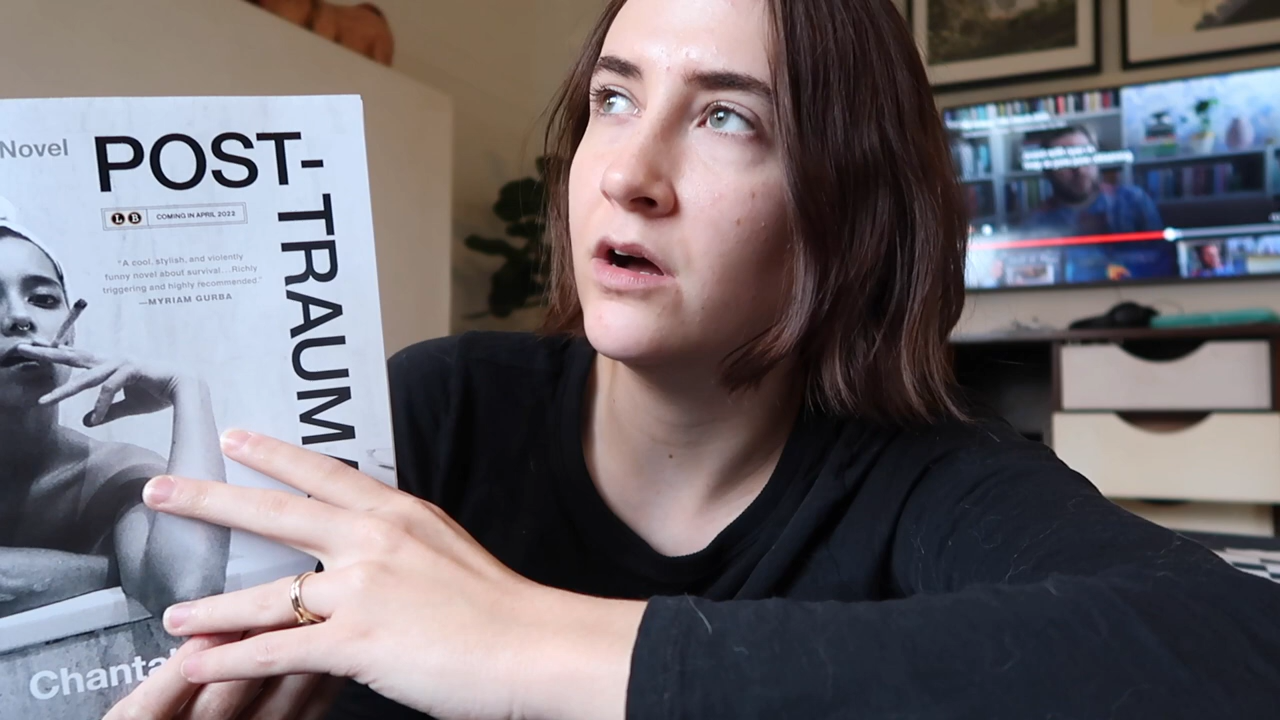 Novel
POST-
TRAUM
L B
COMING IN APRIL 2022
"A cool, stylish, and violently
funny novel about survival...Richly
triggering and highly recommended."
—MYRIAM GURBA
Chantal